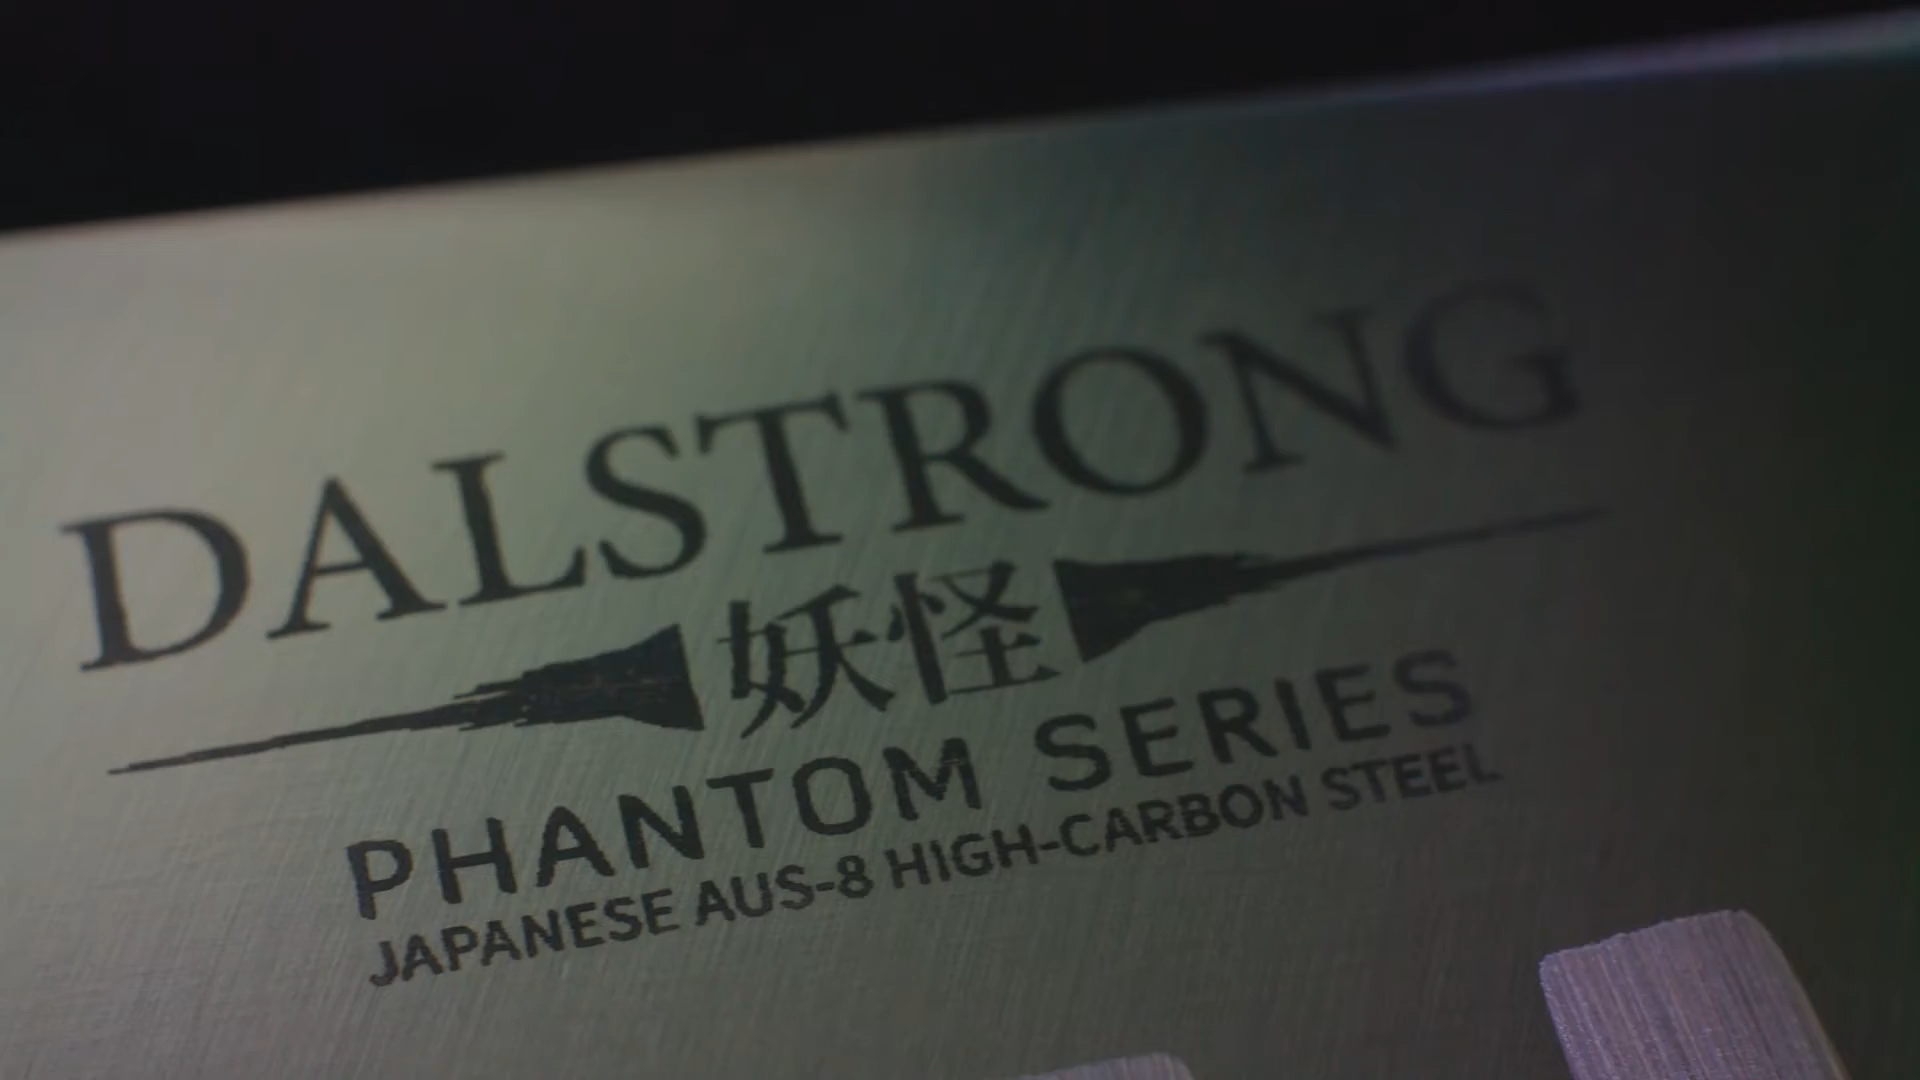 DALSTRONG
妖怪
PHANTOM SERIES
JAPANESE AUS-8 HIGH-CARBON STEEL